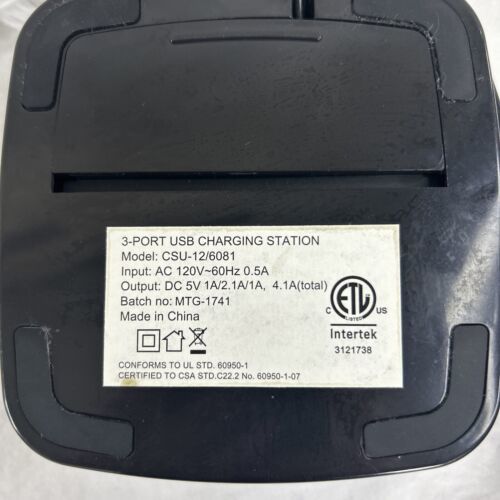 3-PORT USB CHARGING STATION
Model: CSU-12/6081
Input: AC 120V~60Hz 0.5A
Output: DC 5V 1A/2.1A/1A, 4.1A(total)
Batch no: MTG-1741
Made in China
CONFORMS TO UL STD. 60950-1
CERTIFIED TO CSA STD.C22.2 No. 60950-1-07
ETL
LISTED
C US
Intertek
3121738